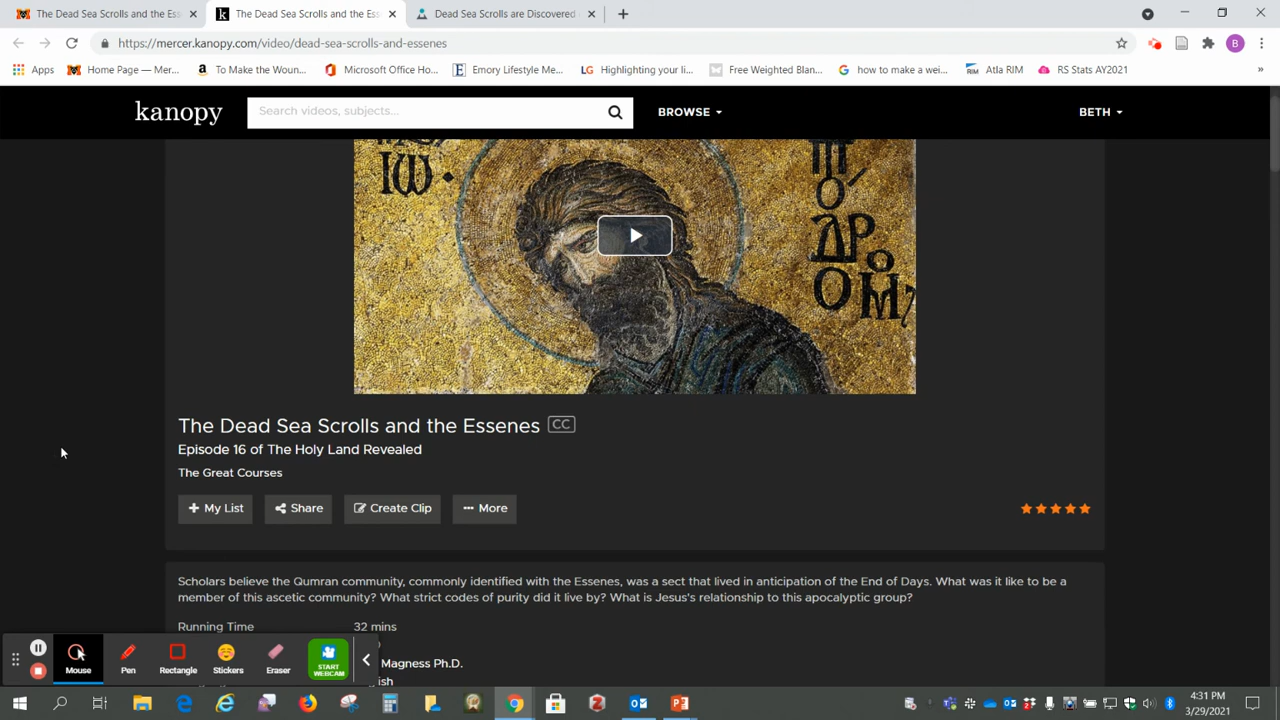 The Dead Sea Scrolls and the Ess
The Dead Sea Scrolls and the Ess
Dead Sea Scrolls are Discovered
https://mercer.kanopy.com/video/dead-sea-scrolls-and-essenes
B
Apps
Home Page — Mer...
To Make the Woun...
Microsoft Office Ho...
Emory Lifestyle Me...
LG Highlighting your li...
Free Weighted Blan...
how to make a wei...
RIM Atla RIM
RS Stats AY2021
kanopy
Search videos, subjects...
BROWSE
BETH
ΙΩ
ΔΡ
ΟΜ
The Dead Sea Scrolls and the Essenes CC
Episode 16 of The Holy Land Revealed
The Great Courses
+ My List
Share
Create Clip
••• More
Scholars believe the Qumran community, commonly identified with the Essenes, was a sect that lived in anticipation of the End of Days. What was it like to be a
member of this ascetic community? What strict codes of purity did it live by? What is Jesus's relationship to this apocalyptic group?
Running Time 32 mins
Magness Ph.D.
ish
Mouse
Pen
Rectangle
Stickers
Eraser
START
WEBCAM
4:31 PM
3/29/2021